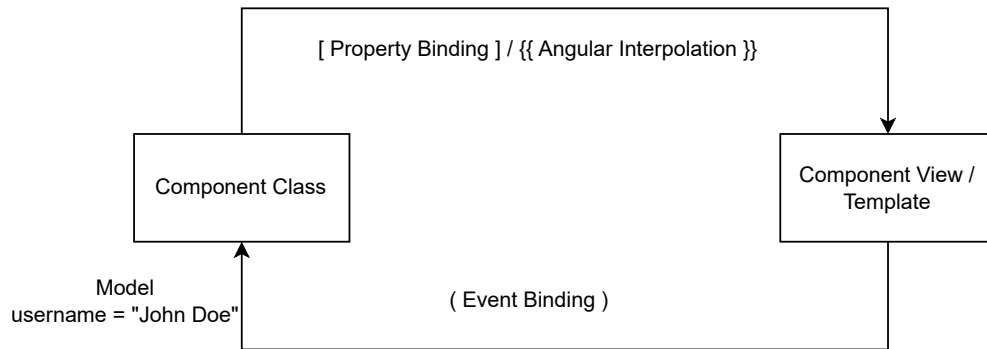 [ Property Binding ] / {{ Angular Interpolation }}
Component Class
Component View /
Template
Model
username = "John Doe"
( Event Binding )